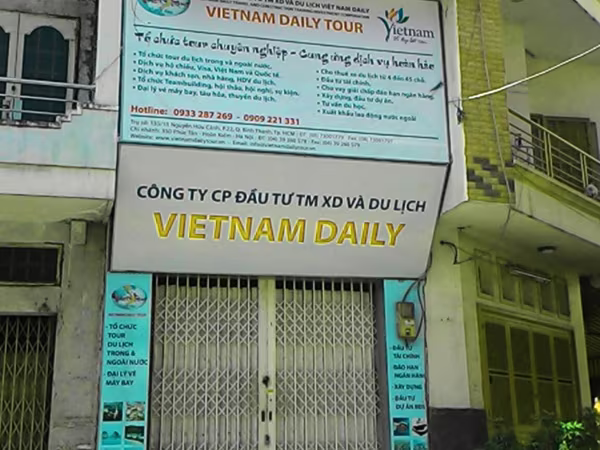 TM XD VÀ DU LỊCH VIỆT NAM DAILY
VIETNAM DAILY TOUR
Vietnam
Tổ chức tour chuyên nghiệp - Cung ứng dịch vụ hoàn hảo
• Tổ chức tour du lịch trong và ngoài nước.
• Dịch vụ hộ chiếu, Visa, Việt Nam và Quốc tế.
• Dịch vụ khách sạn, nhà hàng, HDV du lịch.
• Tổ chức Teambuilding, hội thảo, hội nghị, sự kiện.
• Đại lý vé máy bay, tàu hỏa, thuyền du lịch.
• Cho thuê xe du lịch từ 4 đến 45 chỗ.
• Đầu tư tài chính.
• Cho vay giải chấp đáo hạn ngân hàng.
• Xây dựng, đầu tư dự án.
• Tư vấn du học.
• Xuất khẩu lao động nước ngoài
Hotline: 0933 287 269 - 0909 221 331
CÔNG TY CP ĐẦU TƯ TM XD VÀ DU LỊCH
VIETNAM DAILY
- TỔ CHỨC
TOUR
DU LỊCH
TRONG &
NGOÀI NƯỚC
- ĐẠI LÝ VÉ
MÁY BAY
- ĐẦU TƯ
TÀI CHÍNH
ĐÁO HẠN
NGÂN HÀNG
- XÂY DỰNG
- ĐẦU TƯ
DỰ ÁN BĐS